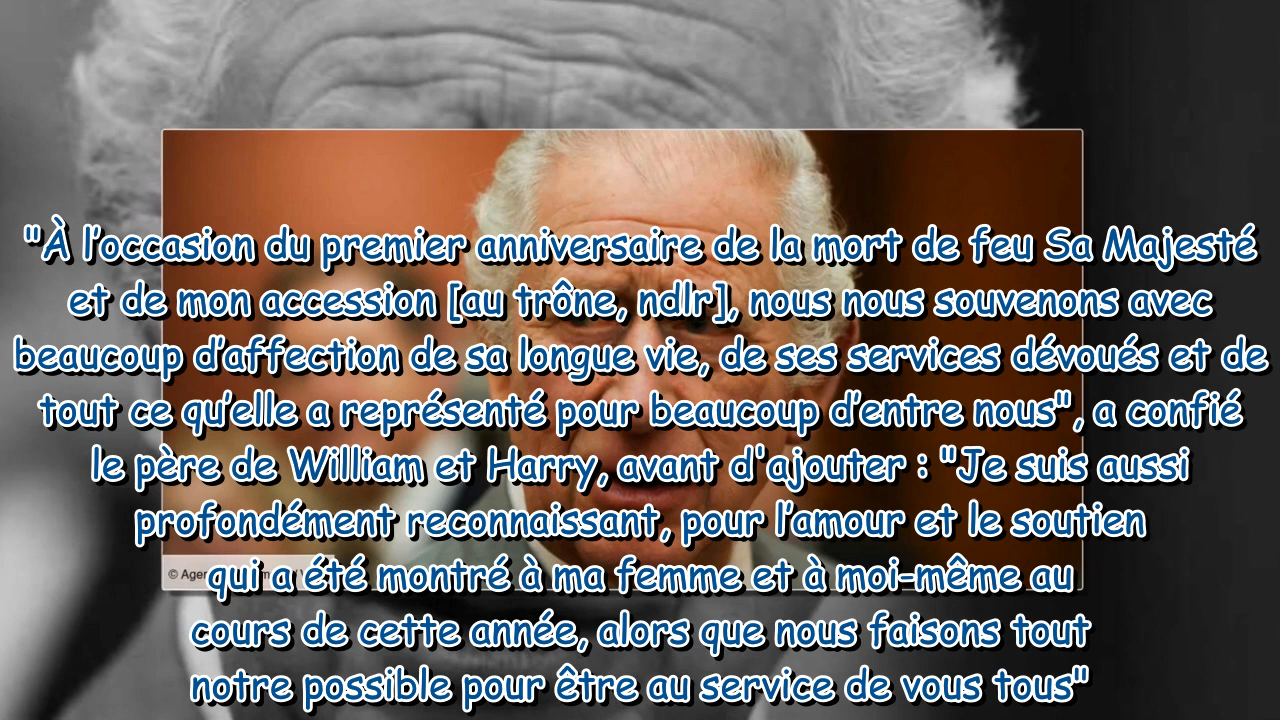 "À l’occasion du premier anniversaire de la mort de feu Sa Majesté
et de mon accession [au trône, ndlr], nous nous souvenons avec
beaucoup d’affection de sa longue vie, de ses services dévoués et de
tout ce qu’elle a représenté pour beaucoup d’entre nous", a confié
le père de William et Harry, avant d'ajouter : "Je suis aussi
profondément reconnaissant, pour l’amour et le soutien
qui a été montré à ma femme et à moi-même au
cours de cette année, alors que nous faisons tout
notre possible pour être au service de vous tous"
©